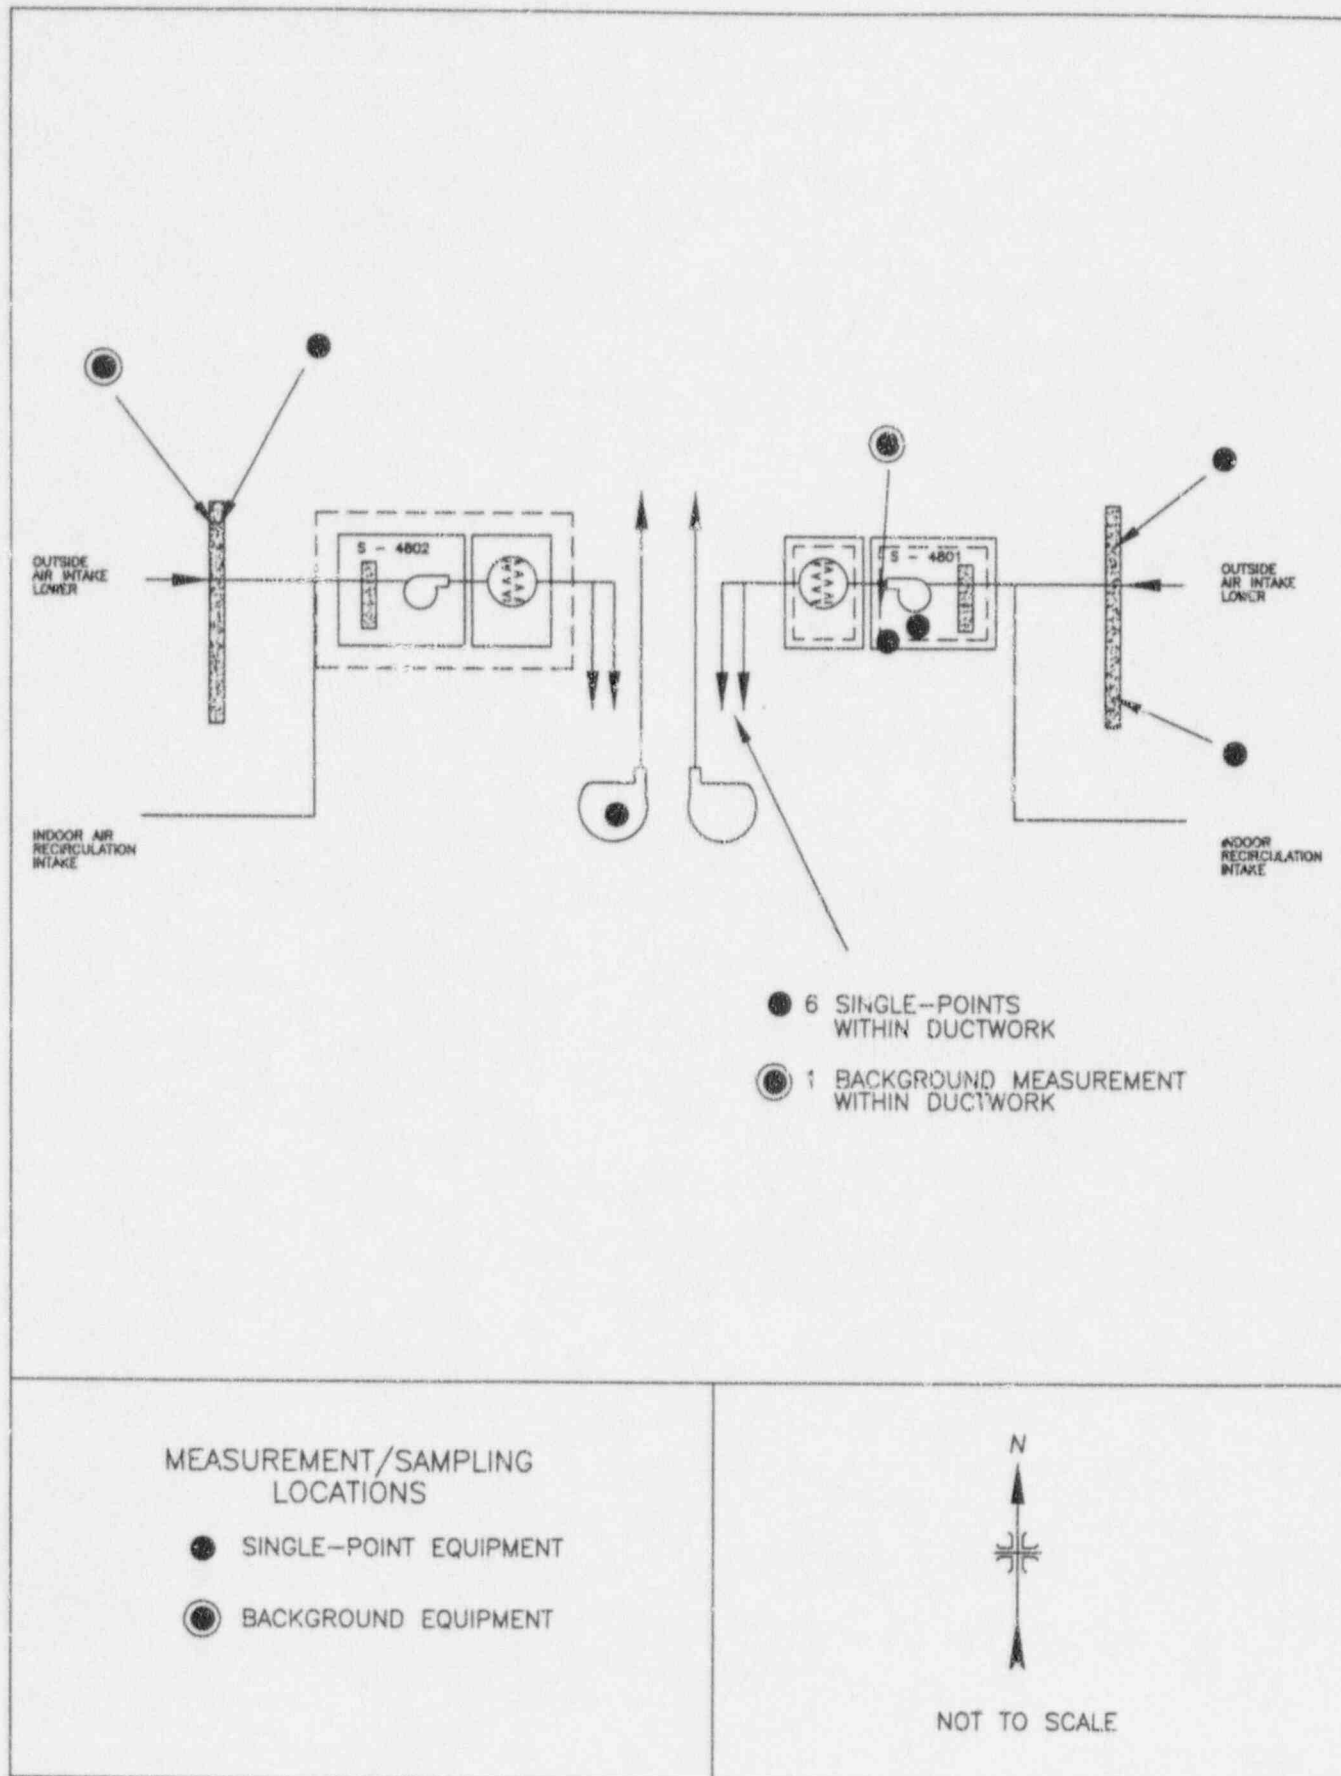 S - 4802
S - 4801
OUTSIDE
AIR INTAKE
LOWER
OUTSIDE
AIR INTAKE
LOWER
INDOOR AIR
RECIRCULATION
INTAKE
INDOOR
RECIRCULATION
INTAKE
6 SINGLE-POINTS
WITHIN DUCTWORK
1 BACKGROUND MEASUREMENT
WITHIN DUCTWORK
MEASUREMENT/SAMPLING
LOCATIONS
SINGLE-POINT EQUIPMENT
BACKGROUND EQUIPMENT
N
NOT TO SCALE